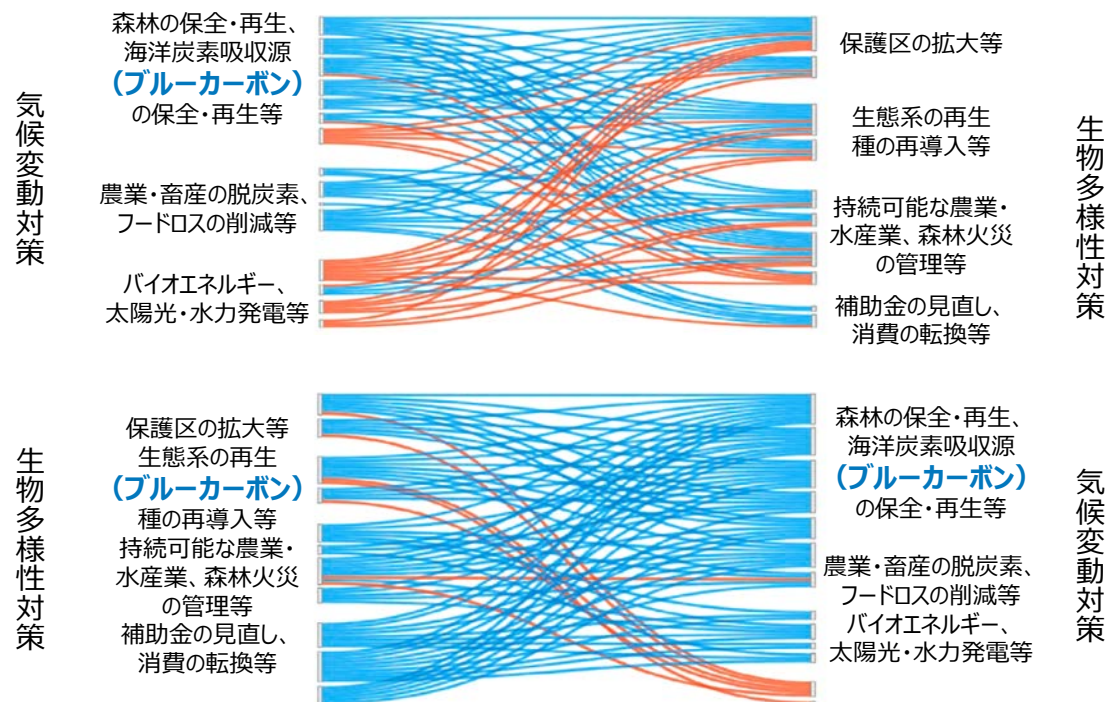 気候変動対策
森林の保全・再生、
海洋炭素吸収源
（ブルーカーボン）
の保全・再生等
農業・畜産の脱炭素、
フードロスの削減等
バイオエネルギー、
太陽光・水力発電等
保護区の拡大等
生態系の再生
種の再導入等
持続可能な農業・
水産業、森林火災
の管理等
補助金の見直し、
消費の転換等
生物多様性対策
生物多様性対策
保護区の拡大等
生態系の再生
（ブルーカーボン）
種の再導入等
持続可能な農業・
水産業、森林火災
の管理等
補助金の見直し、
消費の転換等
森林の保全・再生、
海洋炭素吸収源
（ブルーカーボン）
の保全・再生等
農業・畜産の脱炭素、
フードロスの削減等
バイオエネルギー、
太陽光・水力発電等
気候変動対策